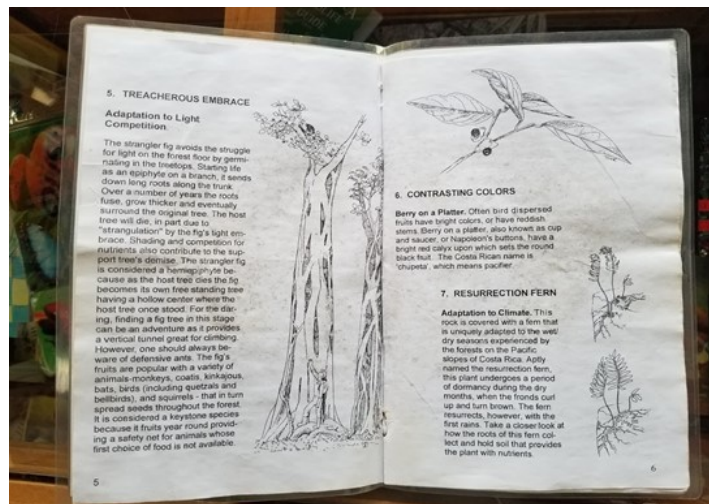 5. TREACHEROUS EMBRACE
Adaptation to Light
Competition.
The strangler fig avoids the struggle
for light on the forest floor by germi-
nating in the treetops. Starting life
as an epiphyte on a branch, it sends
down long roots along the trunk.
Over a number of years the roots
fuse, grow thicker and eventually
surround the original tree. The host
tree will die, in part due to
"strangulation" by the fig's light em-
brace. Shading and competition for
nutrients also contribute to the sup-
port tree's demise. The strangler fig
is considered a hemiepiphyte be-
cause as the host tree dies the fig
becomes its own free standing tree
having a hollow center where the
host tree once stood. For the dar-
ing, finding a fig tree in this stage
can be an adventure as it provides
a vertical tunnel great for climbing.
However, one should always be-
ware of defensive ants. The fig's
fruits are popular with a variety of
animals-monkeys, coatis, kinkajous,
bats, birds (including quetzals and
bellbirds), and squirrels - that in turn
spread seeds throughout the forest.
It is considered a keystone species
because it fruits year round provid-
ing a safety net for animals whose
first choice of food is not available.
5
6. CONTRASTING COLORS
Berry on a Platter. Often bird dispersed
fruits have bright colors, or have reddish
stems. Berry on a platter, also known as cup
and saucer, or Napoleon's buttons, have a
bright red calyx upon which sets the round
black fruit. The Costa Rican name is
'chupeta', which means pacifier.
7. RESURRECTION FERN
Adaptation to Climate. This
rock is covered with a fern that
is uniquely adapted to the wet/
dry seasons experienced by
the forests on the Pacific
slopes of Costa Rica. Aptly
named the resurrection fern,
this plant undergoes a period
of dormancy during the dry
months, when the fronds curl
up and turn brown. The fern
resurrects, however, with the
first rains. Take a closer look at
how the roots of this fern col-
lect and hold soil that provides
the plant with nutrients.
6